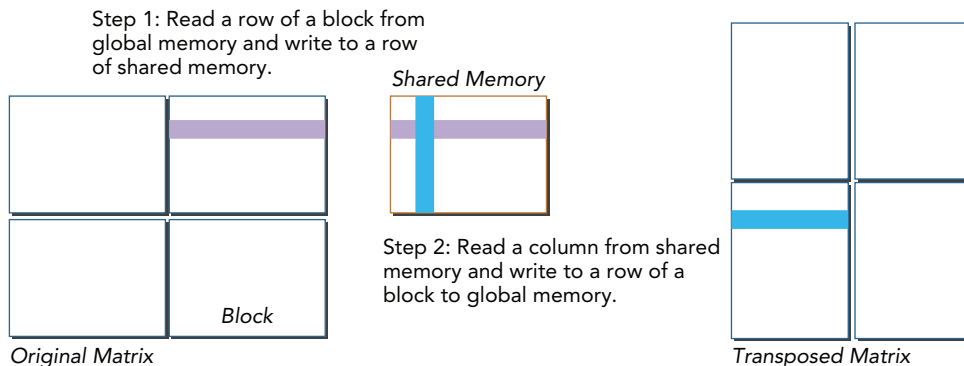 Step 1: Read a row of a block from
global memory and write to a row
of shared memory.
Shared Memory
Step 2: Read a column from shared
memory and write to a row of a
block to global memory.
Block
Original Matrix
Transposed Matrix